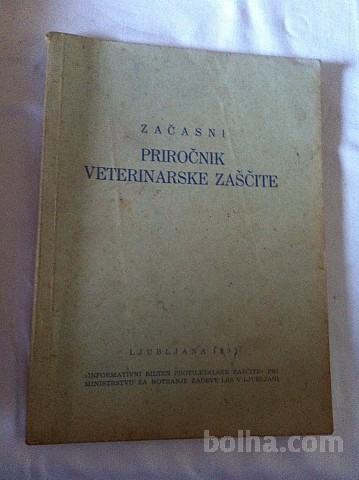 ZAČASNI
PRIROČNIK
VETERINARSKE ZAŠČITE
LJUBLJANA
»INFORMATIVNI BILTEN PROTILETALSKE ZAŠČITE« PRI
MINISTRSTVU ZA NOTRANJE ZADEVE LRS V LJUBLJANI
bolha.com